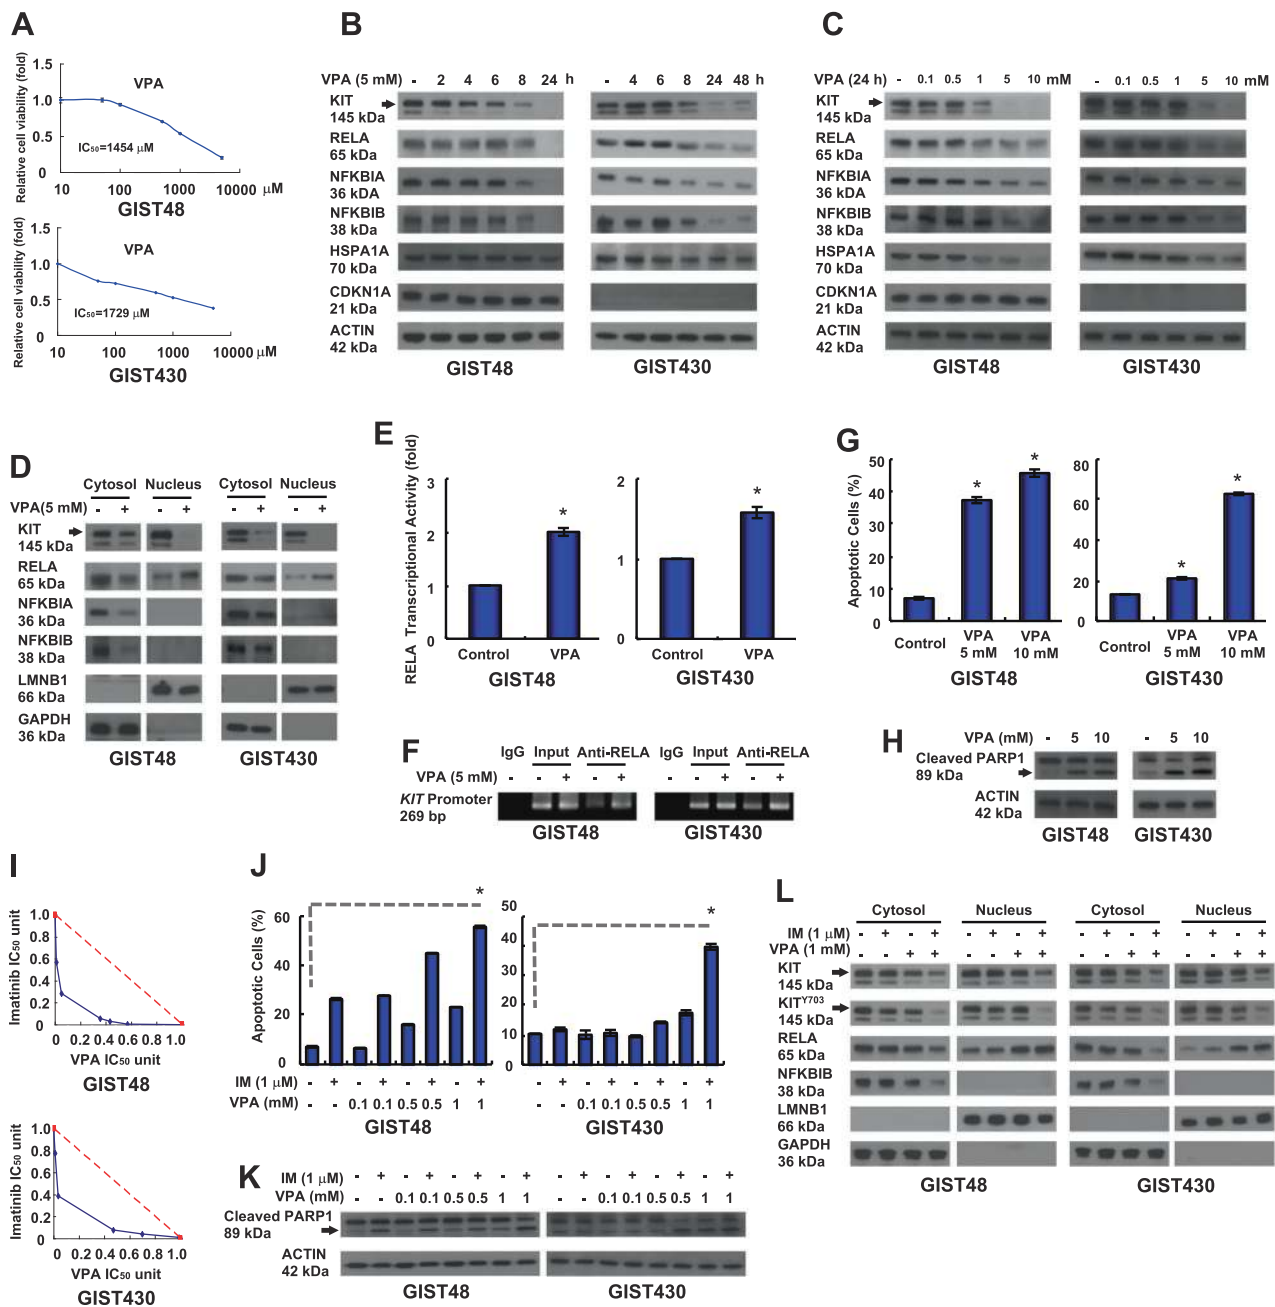 A
Relative cell viability (fold)
1.5
1.0
0.5
0
VPA
IC50=1454 μM
10 100 1000 10000 μM
GIST48
Relative cell viability (fold)
1.5
1.0
0.5
0
VPA
IC50=1729 μM
10 100 1000 10000 μM
GIST430
B
VPA (5 mM) - 2 4 6 8 24 h - 4 6 8 24 48 h
KIT
145 kDa
RELA
65 kDa
NFKBIA
36 kDA
NFKBIB
38 kDa
HSPA1A
70 kDa
CDKN1A
21 kDa
ACTIN
42 kDa
GIST48 GIST430
C
VPA (24 h) - 0.1 0.5 1 5 10 mM - 0.1 0.5 1 5 10 mM
KIT
145 kDa
RELA
65 kDa
NFKBIA
36 kDa
NFKBIB
38 kDa
HSPA1A
70 kDa
CDKN1A
21 kDa
ACTIN
42 kDa
GIST48 GIST430
D
Cytosol Nucleus Cytosol Nucleus
VPA(5 mM) - + - + - + - +
KIT
145 kDa
RELA
65 kDa
NFKBIA
36 kDa
NFKBIB
38 kDa
LMNB1
66 kDa
GAPDH
36 kDa
GIST48 GIST430
E
RELA Transcriptional Activity (fold)
3
2
1
0
*
Control VPA
GIST48
2
1
0
*
Control VPA
GIST430
F
IgG Input Anti-RELA IgG Input Anti-RELA
VPA (5 mM) - - + - + - - + - +
KIT Promoter
269 bp
GIST48 GIST430
G
Apoptotic Cells (%)
50
40
30
20
10
0
* *
Control VPA 5 mM VPA 10 mM
GIST48
80
60
40
20
0
* *
Control VPA 5 mM VPA 10 mM
GIST430
H
VPA (mM) - 5 10 - 5 10
Cleaved PARP1
89 kDa
ACTIN
42 kDa
GIST48 GIST430
I
Imatinib IC50 unit
1.0
0.8
0.6
0.4
0.2
0
0 0.2 0.4 0.6 0.8 1.0
VPA IC50 unit
GIST48
Imatinib IC50 unit
1.0
0.8
0.6
0.4
0.2
0
0 0.2 0.4 0.6 0.8 1.0
VPA IC50 unit
GIST430
J
Apoptotic Cells (%)
60
40
20
0
*
50
40
30
20
10
0
*
IM (1 μM) - + - + - + - + - + - + - + - +
VPA (mM) - - 0.1 0.1 0.5 0.5 1 1 - - 0.1 0.1 0.5 0.5 1 1
GIST48 GIST430
K
IM (1 μM) - + - + - + - + - + - + - + - +
VPA (mM) - - 0.1 0.1 0.5 0.5 1 1 - - 0.1 0.1 0.5 0.5 1 1
Cleaved PARP1
89 kDa
ACTIN
42 kDa
GIST48 GIST430
L
Cytosol Nucleus Cytosol Nucleus
IM (1 μM) - + - + - + - + - + - + - + - +
VPA (1 mM) - - + + - - + + - - + + - - + +
KIT
145 kDa
KITY703
145 kDa
RELA
65 kDa
NFKBIB
38 kDa
LMNB1
66 kDa
GAPDH
36 kDa
GIST48 GIST430